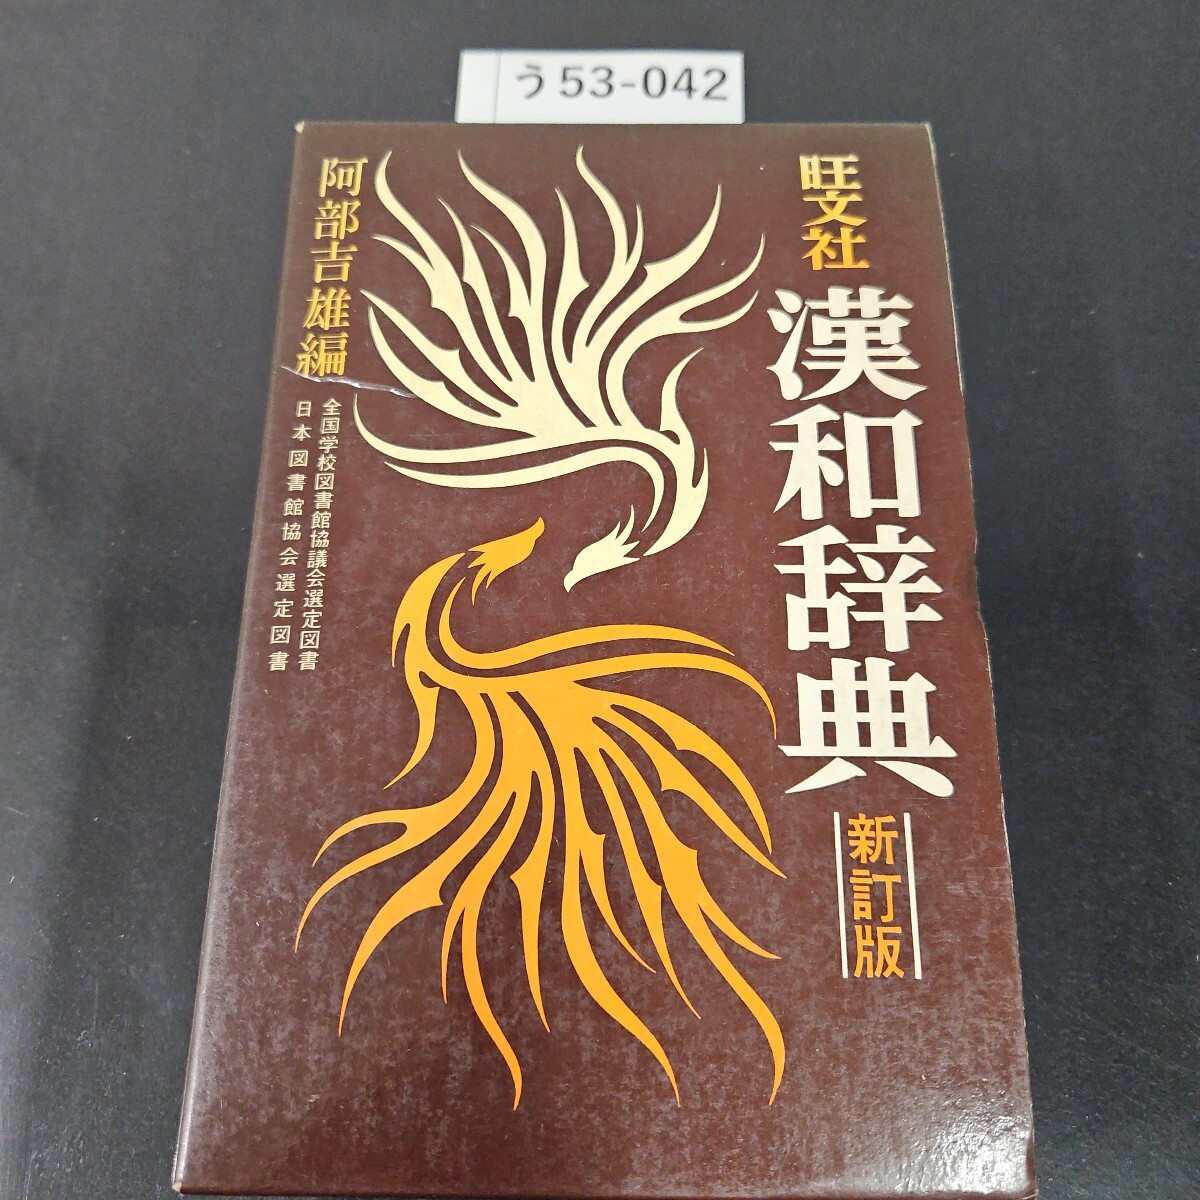 う53-042
旺文社
漢和辞典
新訂版
阿部吉雄編
全国学校図書館協議会選定図書
日本図書館協会選定図書